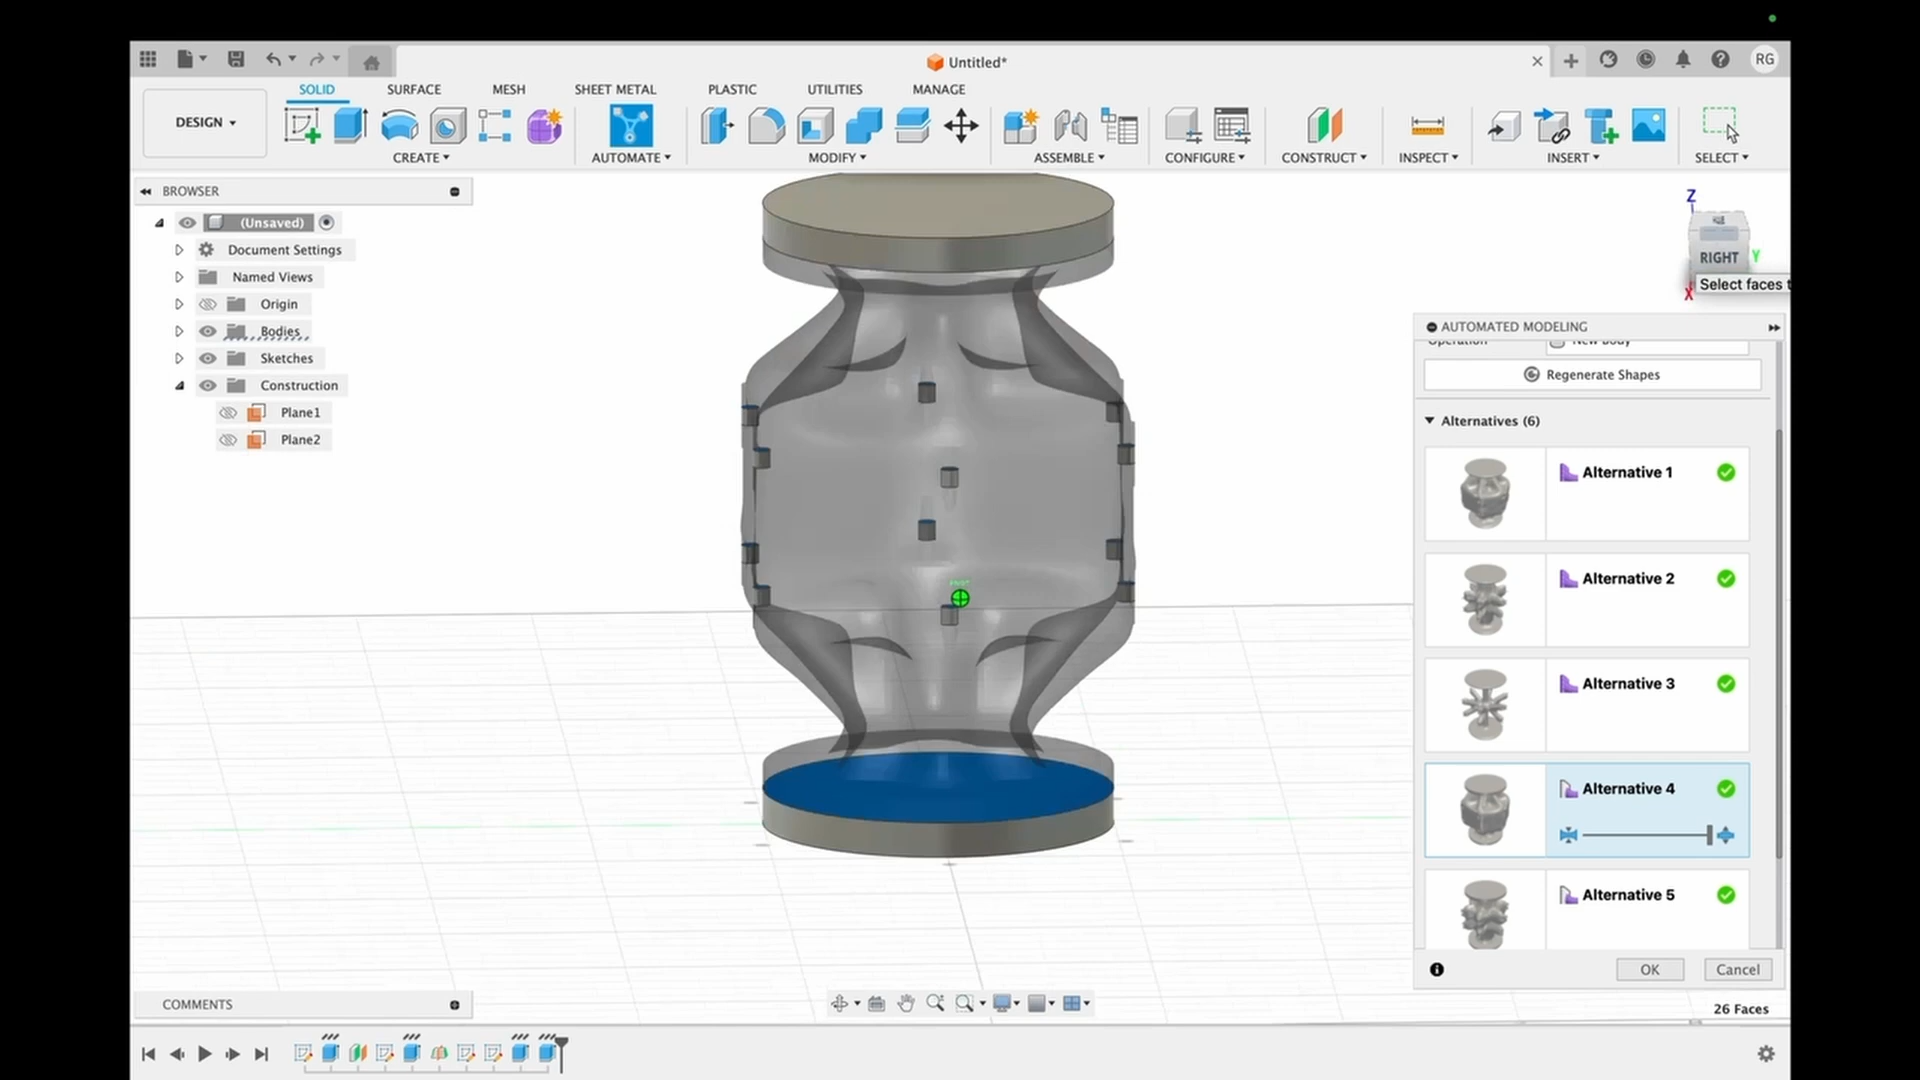 Untitled*
RG
DESIGN
SOLID
SURFACE
MESH
SHEET METAL
PLASTIC
UTILITIES
MANAGE
CREATE
AUTOMATE
MODIFY
ASSEMBLE
CONFIGURE
CONSTRUCT
INSPECT
INSERT
SELECT
BROWSER
(Unsaved)
Document Settings
Named Views
Origin
Bodies
Sketches
Construction
Plane1
Plane2
Z
RIGHT
Y
X
Select faces t
AUTOMATED MODELING
Operation
New Body
Regenerate Shapes
Alternatives (6)
Alternative 1
Alternative 2
Alternative 3
Alternative 4
Alternative 5
OK
Cancel
26 Faces
COMMENTS